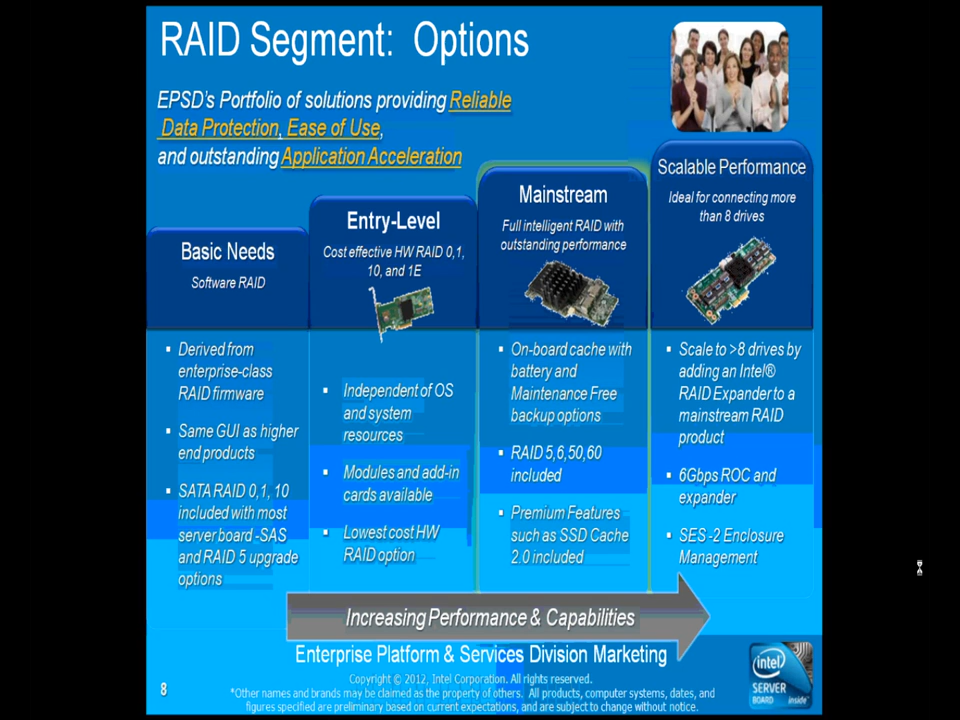 RAID Segment: Options
EPSD's Portfolio of solutions providing Reliable
Data Protection, Ease of Use,
and outstanding Application Acceleration
Basic Needs
Software RAID
▪ Derived from
enterprise-class
RAID firmware
▪ Same GUI as higher
end products
▪ SATA RAID 0,1, 10
included with most
server board -SAS
and RAID 5 upgrade
options
Entry-Level
Cost effective HW RAID 0,1,
10, and 1E
▪ Independent of OS
and system
resources
▪ Modules and add-in
cards available
▪ Lowest cost HW
RAID option
Mainstream
Full intelligent RAID with
outstanding performance
▪ On-board cache with
battery and
Maintenance Free
backup options
▪ RAID 5,6,50,60
included
▪ Premium Features
such as SSD Cache
2.0 included
Scalable Performance
Ideal for connecting more
than 8 drives
▪ Scale to >8 drives by
adding an Intel®
RAID Expander to a
mainstream RAID
product
▪ 6Gbps ROC and
expander
▪ SES -2 Enclosure
Management
Increasing Performance & Capabilities
Enterprise Platform & Services Division Marketing
Copyright © 2012, Intel Corporation. All rights reserved.
*Other names and brands may be claimed as the property of others. All products, computer systems, dates, and
figures specified are preliminary based on current expectations, and are subject to change without notice.
8
intel
SERVER
BOARD
inside™